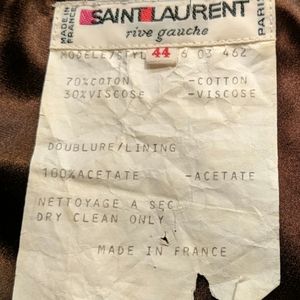 MADE IN FRANCE
SAINT LAURENT
rive gauche
PARIS
MODELE/STYL 44 6 03 462
70%COTON -COTTON
30%VISCOSE -VISCOSE
DOUBLURE/LINING
100%ACETATE -ACETATE
NETTOYAGE A SEC
DRY CLEAN ONLY
MADE IN FRANCE